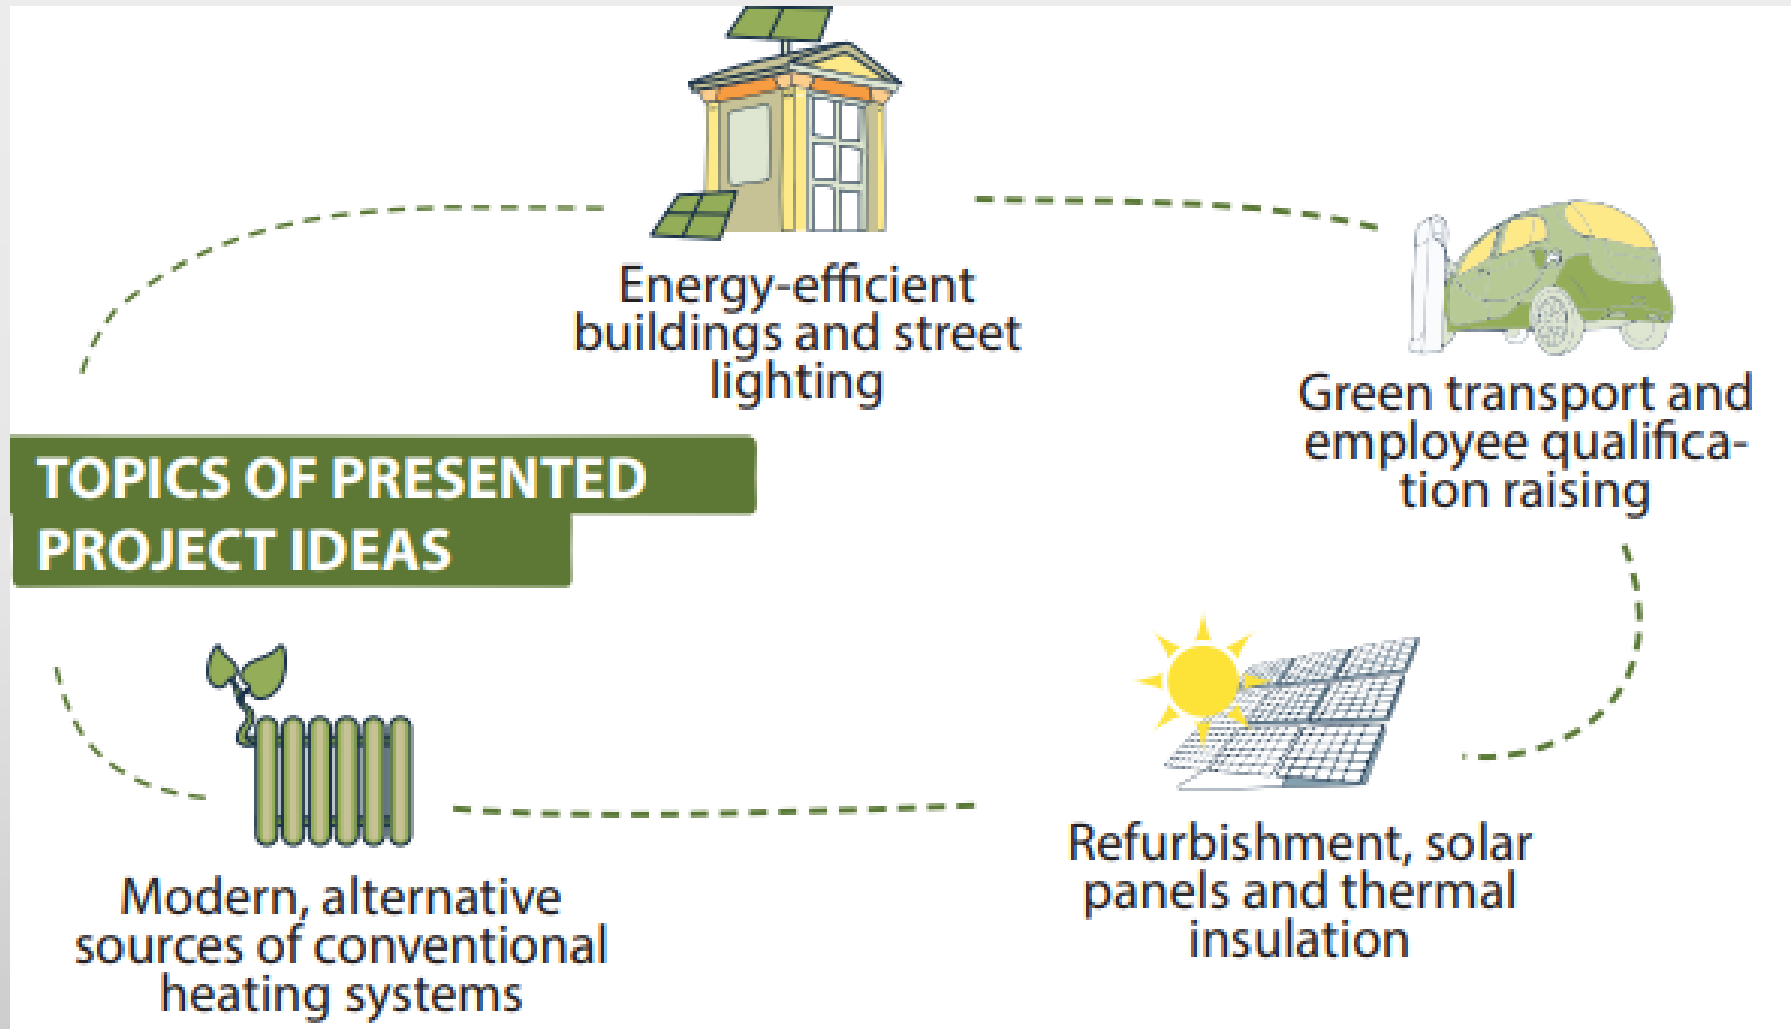 TOPICS OF PRESENTED
PROJECT IDEAS
Energy-efficient
buildings and street
lighting
Green transport and
employee qualifica-
tion raising
Refurbishment, solar
panels and thermal
insulation
Modern, alternative
sources of conventional
heating systems